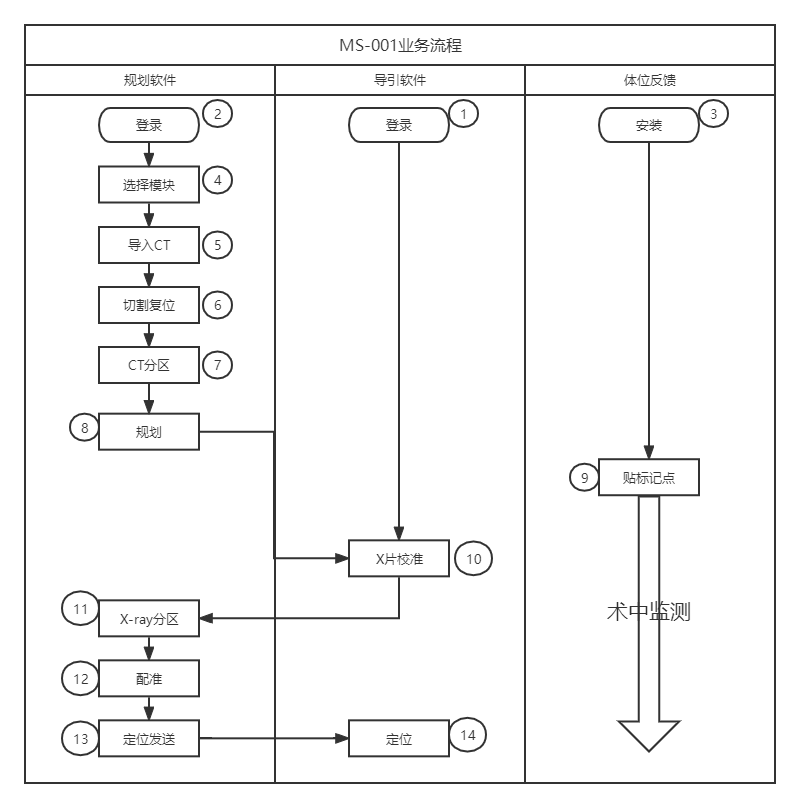 MS-001业务流程
规划软件
导引软件
体位反馈
登录
2
登录
1
安装
3
选择模块
4
导入CT
5
切割复位
6
CT分区
7
8
规划
9
贴标记点
X片校准
10
11
X-ray分区
术中监测
12
配准
13
定位发送
定位
14